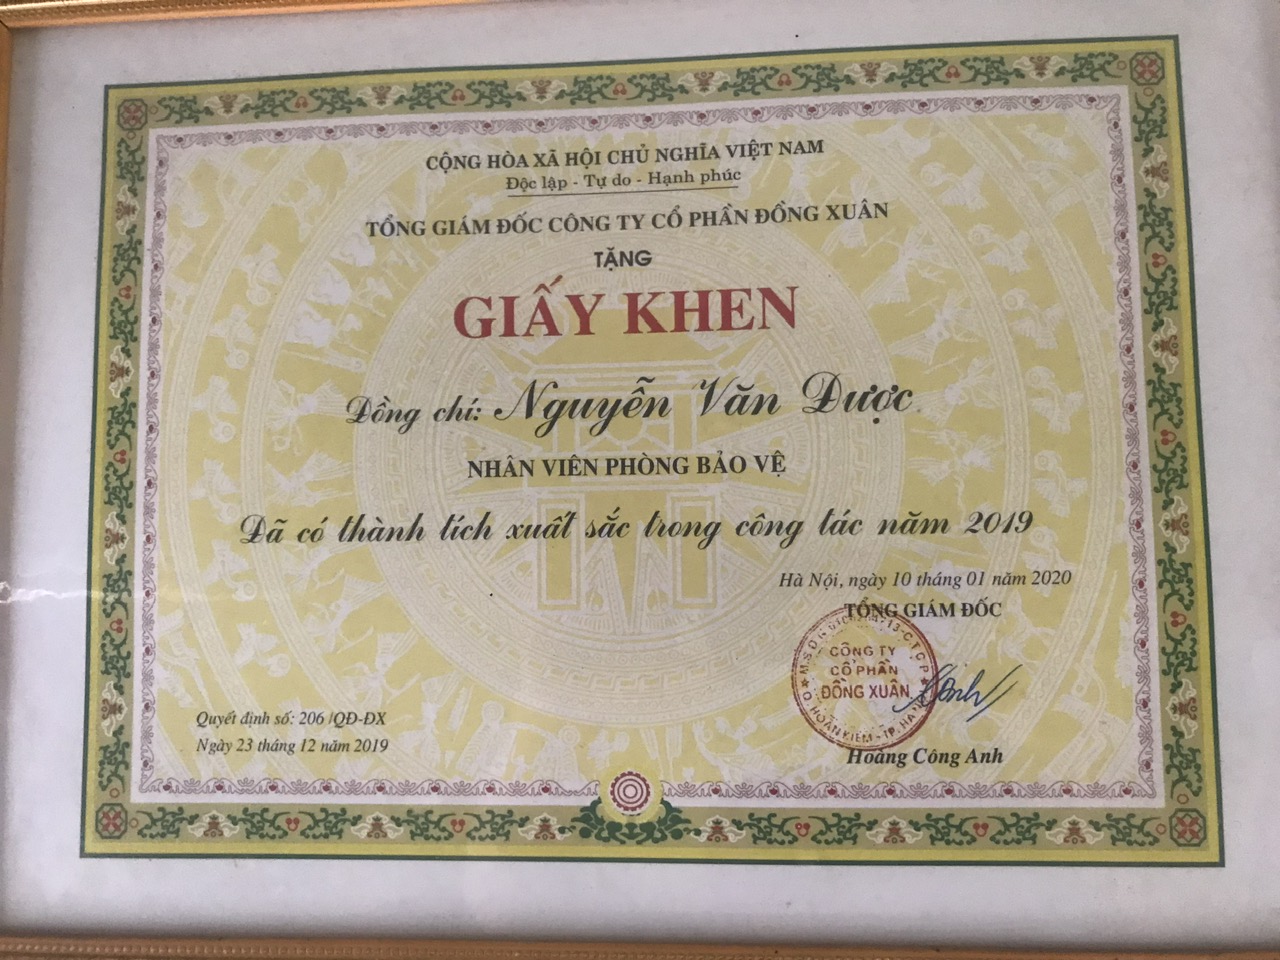 CỘNG HÒA XÃ HỘI CHỦ NGHĨA VIỆT NAM
Độc lập - Tự do - Hạnh phúc
TỔNG GIÁM ĐỐC CÔNG TY CỔ PHẦN ĐỒNG XUÂN
TẶNG
GIẤY KHEN
Đồng chí: Nguyễn Văn Được
NHÂN VIÊN PHÒNG BẢO VỆ
Đã có thành tích xuất sắc trong công tác năm 2019
Hà Nội, ngày 10 tháng 01 năm 2020
TỔNG GIÁM ĐỐC
CÔNG TY
CỔ PHẦN
ĐỒNG XUÂN
Q. HOÀN KIẾM - TP. HÀ
Quyết định số: 206 /QĐ-ĐX
Ngày 23 tháng 12 năm 2019
Hoàng Công Anh